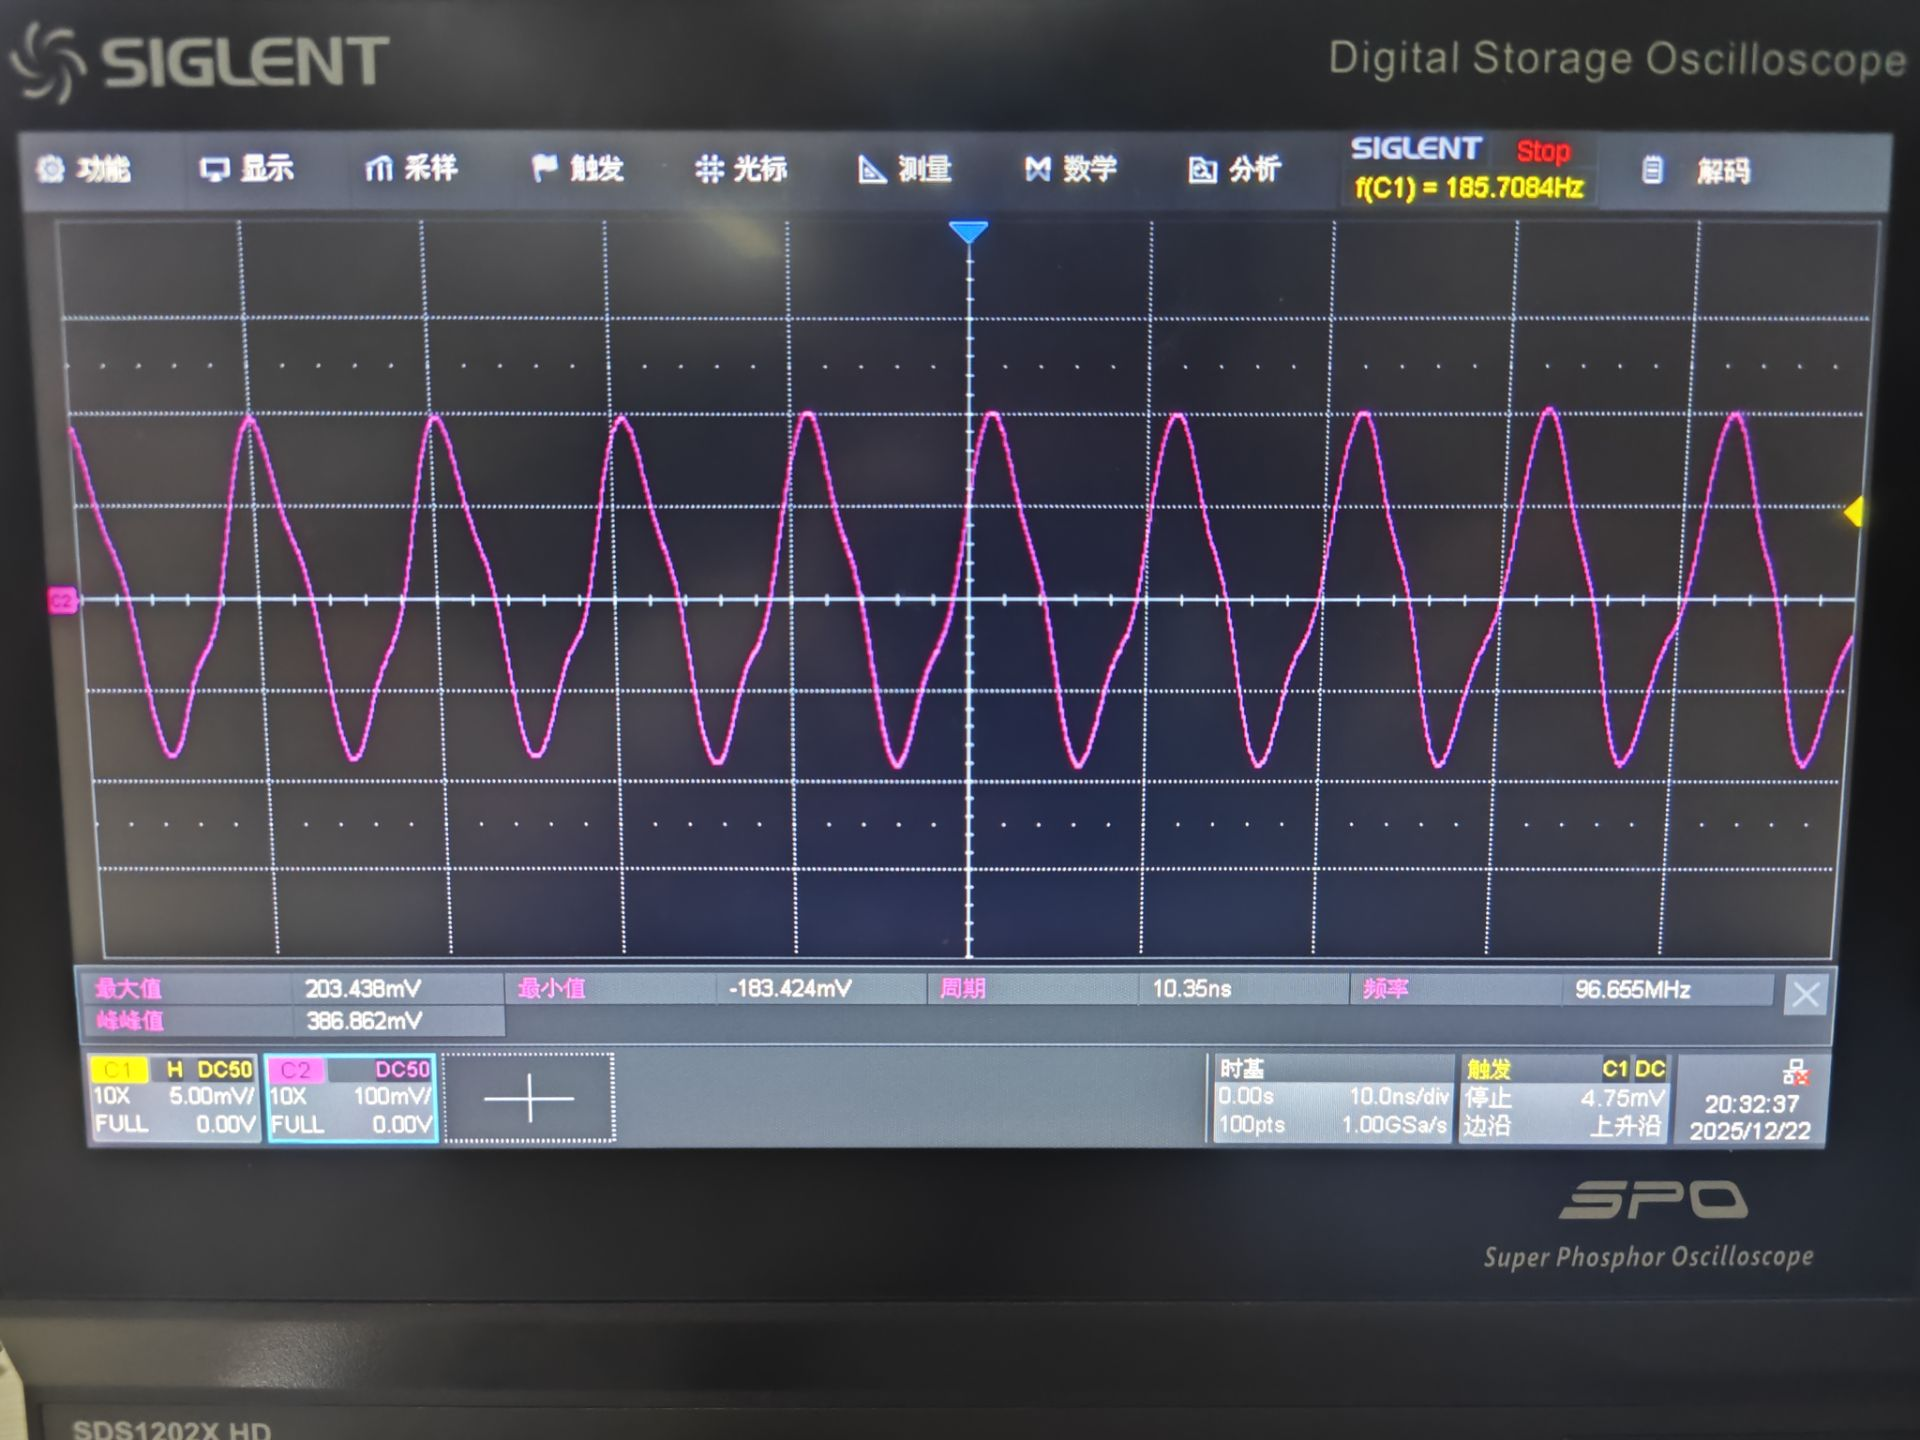 SIGLENT
Digital Storage Oscilloscope
功能 显示 采样 触发 光标 测量 数学 分析 SIGLENT Stop 解码
f(C1) = 185.7084Hz
C2
最大值 203.438mV 最小值 -183.424mV 周期 10.35ns 频率 96.655MHz
峰峰值 386.862mV
C1 H DC50
10X 5.00mV/
FULL 0.00V
C2 DC50
10X 100mV/
FULL 0.00V
时基
0.00s 10.0ns/div
100pts 1.00GSa/s
触发 C1 DC
停止 4.75mV
边沿 上升沿
20:32:37
2025/12/22
SPO
Super Phosphor Oscilloscope
SDS1202X HD